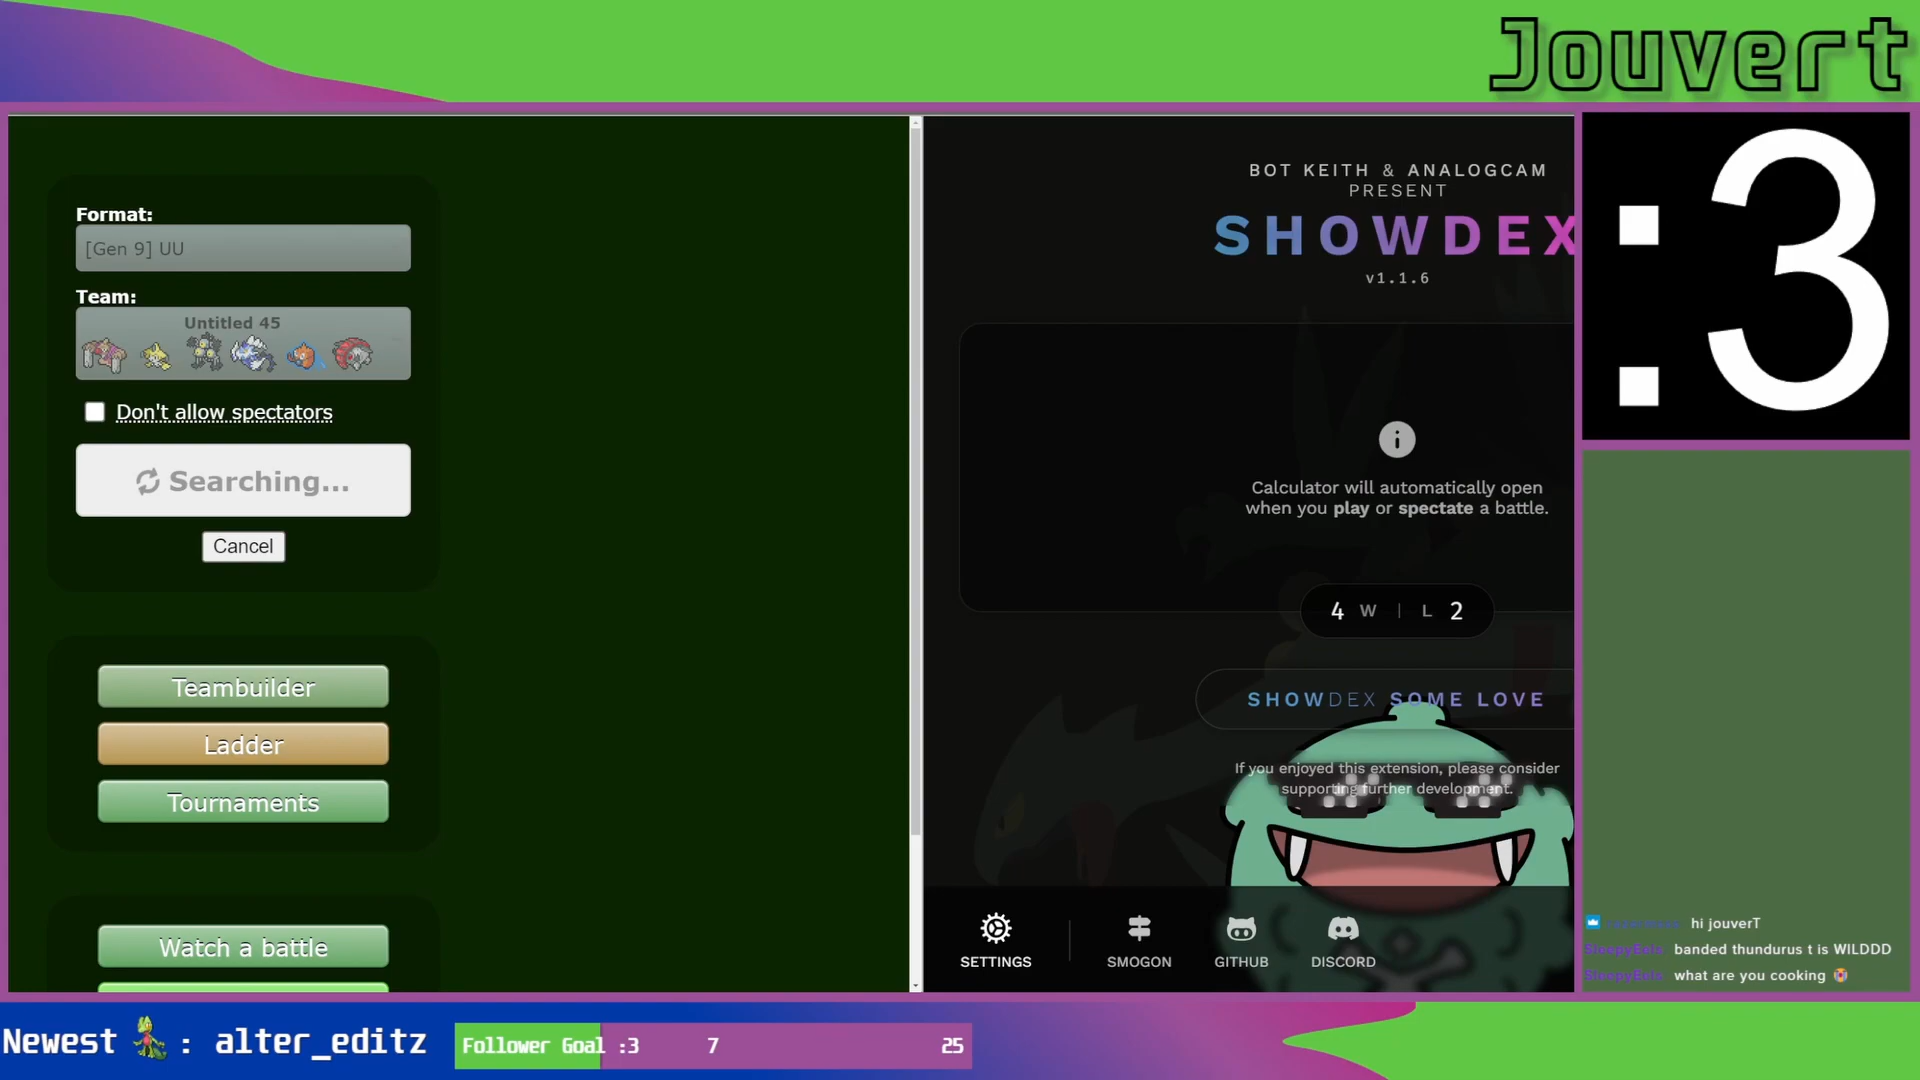 Jouvert
Format:
[Gen 9] UU
Team:
Untitled 45
Don't allow spectators
Searching...
Cancel
Teambuilder
Ladder
Tournaments
Watch a battle
BOT KEITH & ANALOGCAM
PRESENT
SHOWDEX
v1.1.6
Calculator will automatically open
when you play or spectate a battle.
4 W | L 2
SHOWDEX SOME LOVE
If you enjoyed this extension, please consider
supporting further development.
SETTINGS
SMOGON
GITHUB
DISCORD
:3
hi jouverT
SleepyEots banded thundurus t is WILDDD
SleepyEots what are you cooking
Newest : alter_editz
Follower Goal :3 7 25